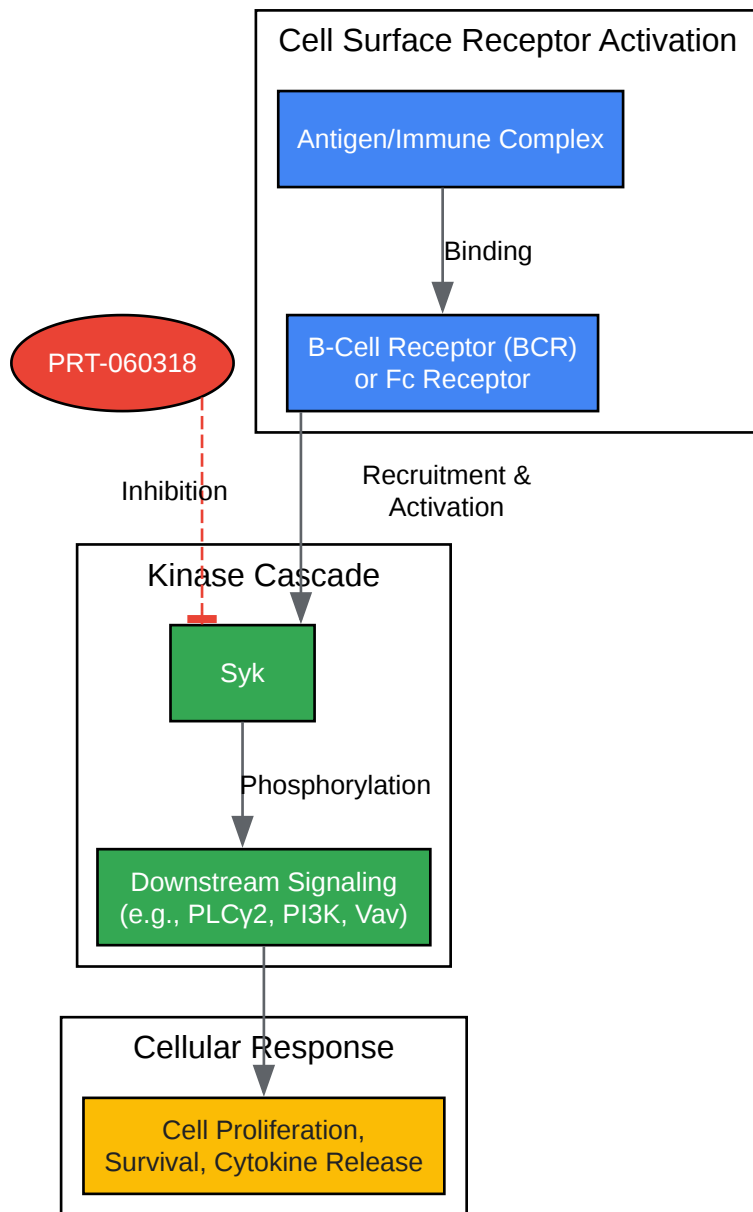 Cell Surface Receptor Activation
Antigen/Immune Complex
Binding
B-Cell Receptor (BCR)
or Fc Receptor
PRT-060318
Inhibition
Recruitment &
Activation
Kinase Cascade
Syk
Phosphorylation
Downstream Signaling
(e.g., PLCγ2, PI3K, Vav)
Cellular Response
Cell Proliferation,
Survival, Cytokine Release